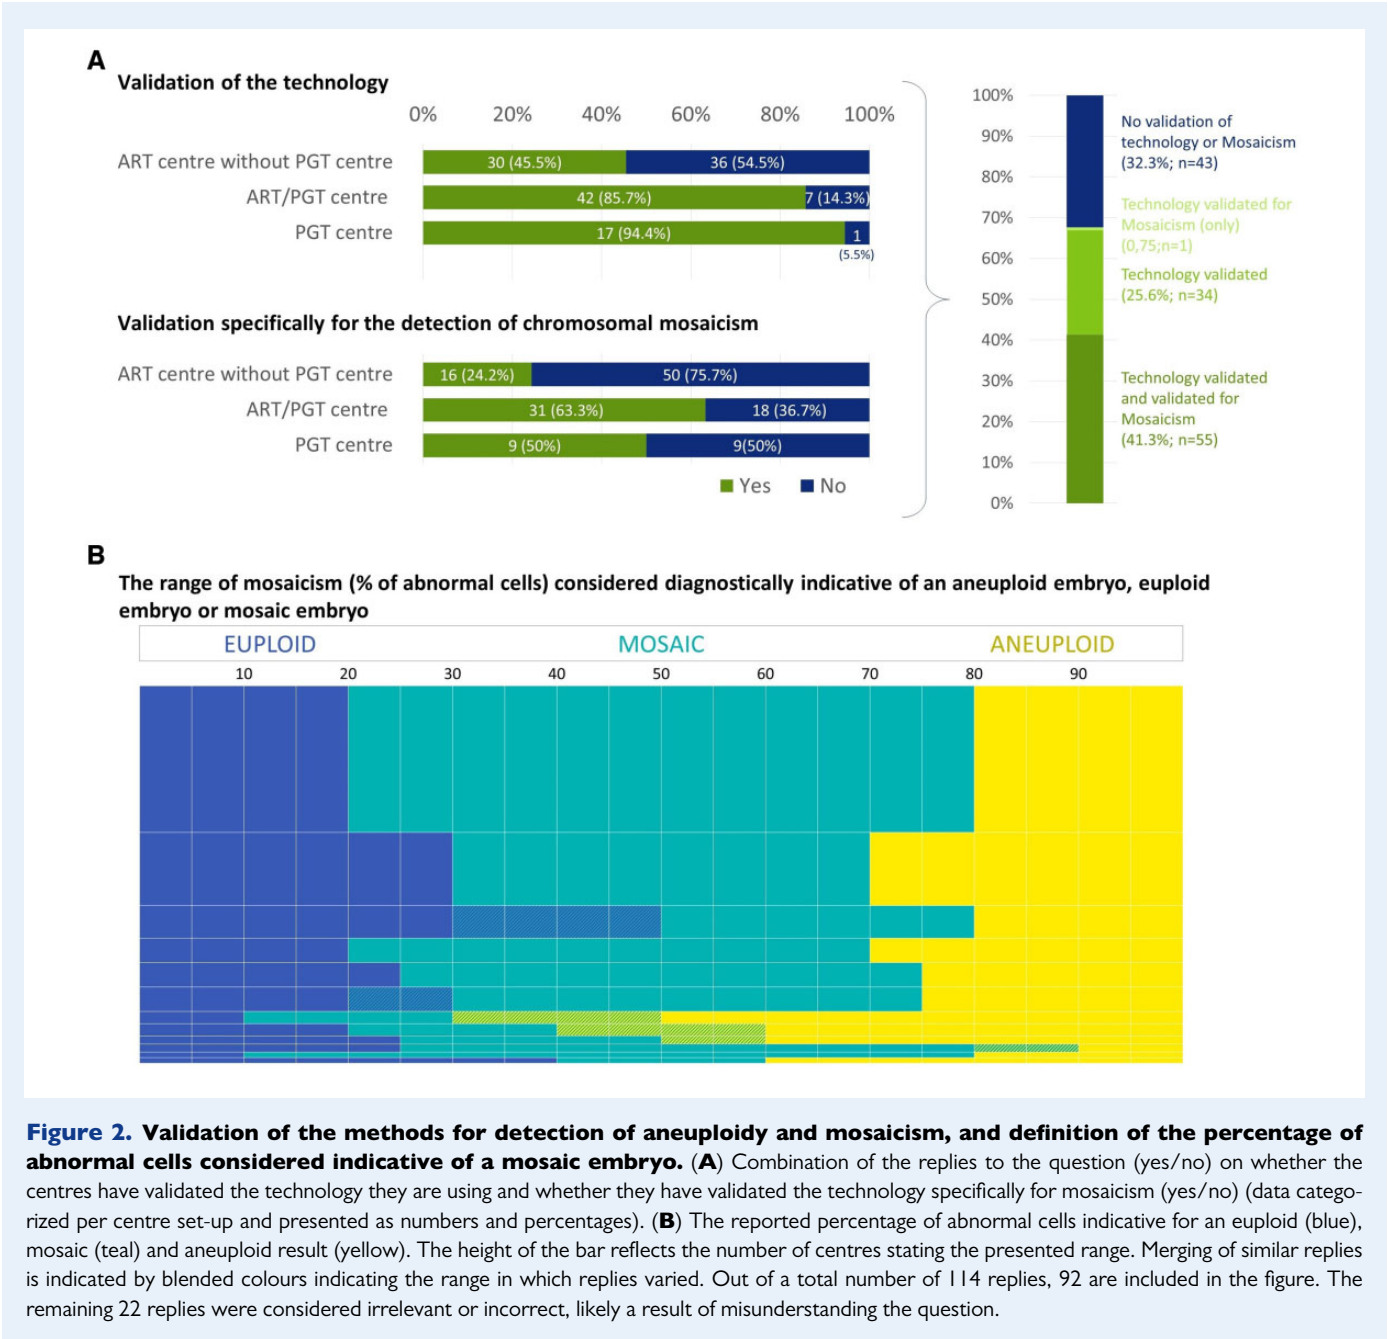 A
Validation of the technology
0% 20% 40% 60% 80% 100%
ART centre without PGT centre 30 (45.5%) 36 (54.5%)
ART/PGT centre 42 (85.7%) 7 (14.3%)
PGT centre 17 (94.4%) 1
(5.5%)
Validation specifically for the detection of chromosomal mosaicism
ART centre without PGT centre 16 (24.2%) 50 (75.7%)
ART/PGT centre 31 (63.3%) 18 (36.7%)
PGT centre 9 (50%) 9(50%)
Yes No
100%
90%
80%
70%
60%
50%
40%
30%
20%
10%
0%
No validation of
technology or Mosaicism
(32.3%; n=43)
Technology validated for
Mosaicism (only)
(0,75;n=1)
Technology validated
(25.6%; n=34)
Technology validated
and validated for
Mosaicism
(41.3%; n=55)
B
The range of mosaicism (% of abnormal cells) considered diagnostically indicative of an aneuploid embryo, euploid
embryo or mosaic embryo
EUPLOID MOSAIC ANEUPLOID
10 20 30 40 50 60 70 80 90
Figure 2. Validation of the methods for detection of aneuploidy and mosaicism, and definition of the percentage of
abnormal cells considered indicative of a mosaic embryo. (A) Combination of the replies to the question (yes/no) on whether the
centres have validated the technology they are using and whether they have validated the technology specifically for mosaicism (yes/no) (data catego-
rized per centre set-up and presented as numbers and percentages). (B) The reported percentage of abnormal cells indicative for an euploid (blue),
mosaic (teal) and aneuploid result (yellow). The height of the bar reflects the number of centres stating the presented range. Merging of similar replies
is indicated by blended colours indicating the range in which replies varied. Out of a total number of 114 replies, 92 are included in the figure. The
remaining 22 replies were considered irrelevant or incorrect, likely a result of misunderstanding the question.